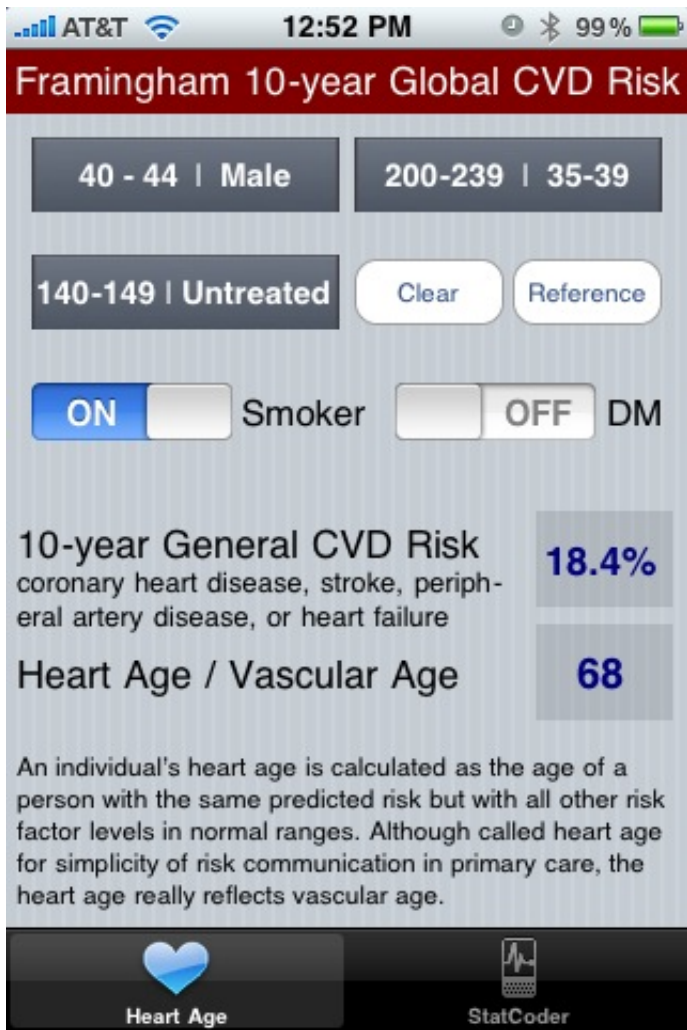 AT&T 12:52 PM 99%
Framingham 10-year Global CVD Risk
40 - 44 | Male 200-239 | 35-39
140-149 | Untreated Clear Reference
ON Smoker OFF DM
10-year General CVD Risk 18.4%
coronary heart disease, stroke, periph-
eral artery disease, or heart failure
Heart Age / Vascular Age 68
An individual's heart age is calculated as the age of a
person with the same predicted risk but with all other risk
factor levels in normal ranges. Although called heart age
for simplicity of risk communication in primary care, the
heart age really reflects vascular age.
Heart Age StatCoder